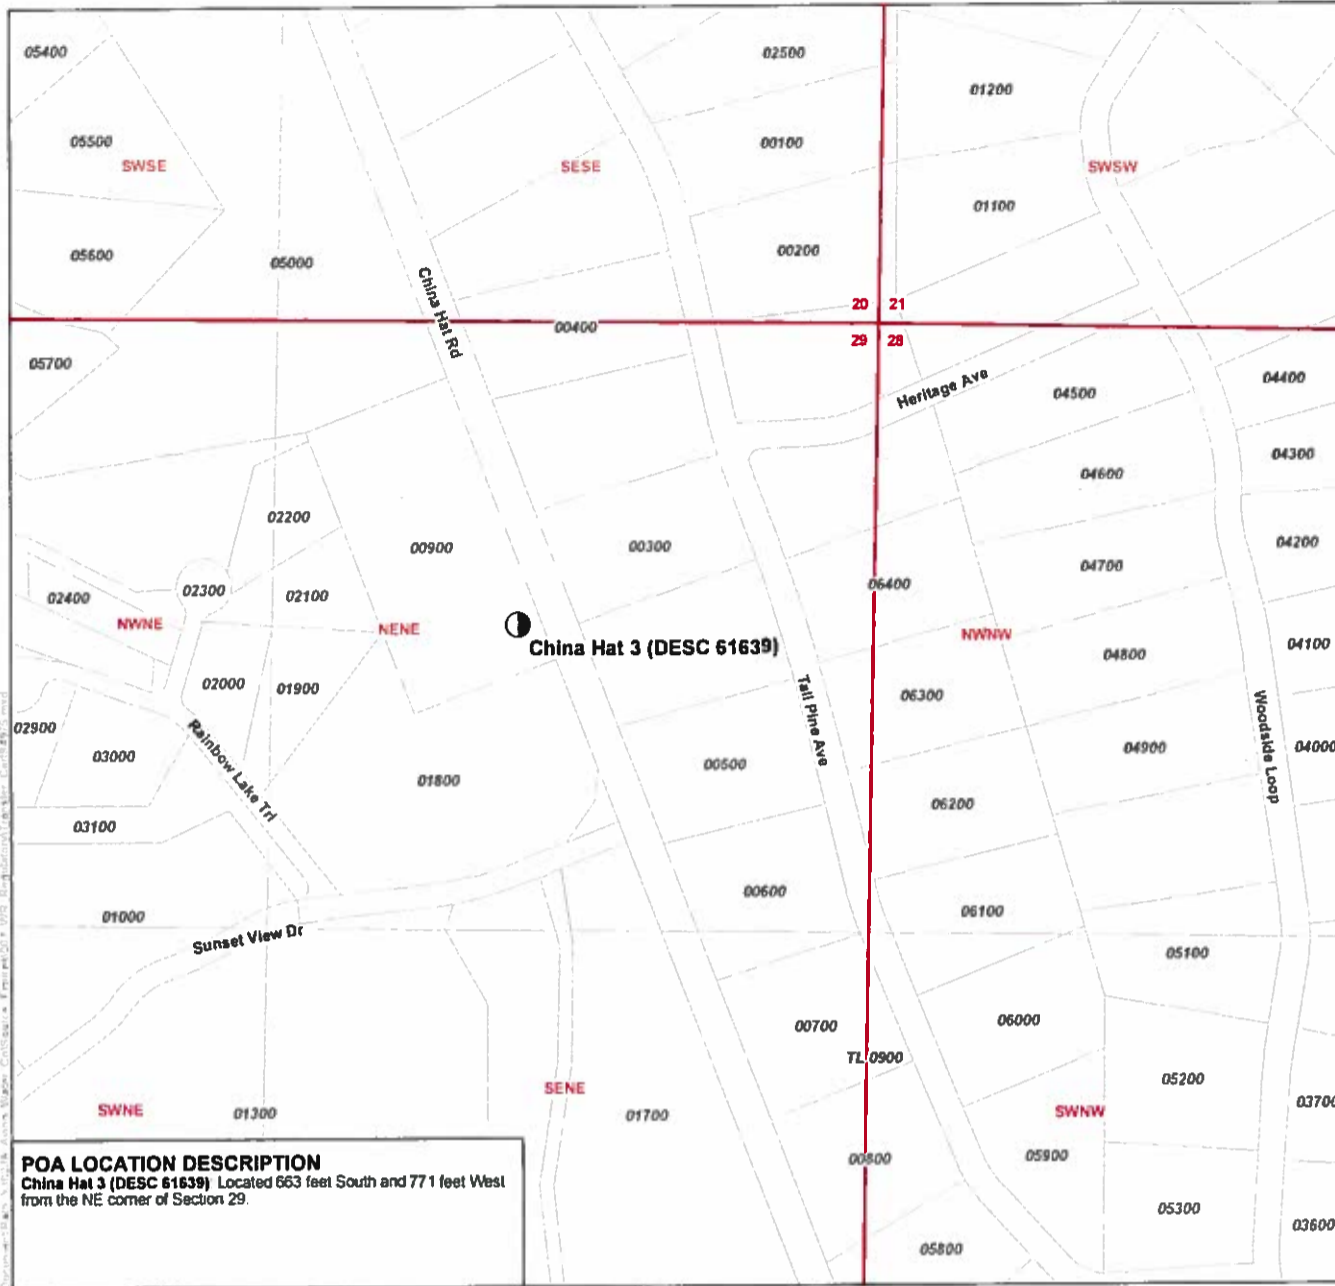 05400
02500
01200
05500
00100
SWSE
SESE
SWSW
01100
05600
05000
00200
China Hat Rd
20
21
00400
29
28
05700
Heritage Ave
04500
04400
04300
04600
02200
00900
00300
04200
04700
02400
02300
02100
06400
NWNE
NENE
China Hat 3 (DESC 61639)
NWNW
04100
04800
02000
01900
06300
02900
Rainbow Lake Trl
Tall Pine Ave
Woodside Loop
03000
01800
00500
04900
04000
06200
03100
00600
01000
06100
Sunset View Dr
05100
00700
06000
TL 0900
05200
SWNE
01300
SENE
01700
SWNW
03700
00800
05900
05300
03600
05800
POA LOCATION DESCRIPTION
China Hat 3 (DESC 61639) Located 663 feet South and 771 feet West
from the NE corner of Section 29.